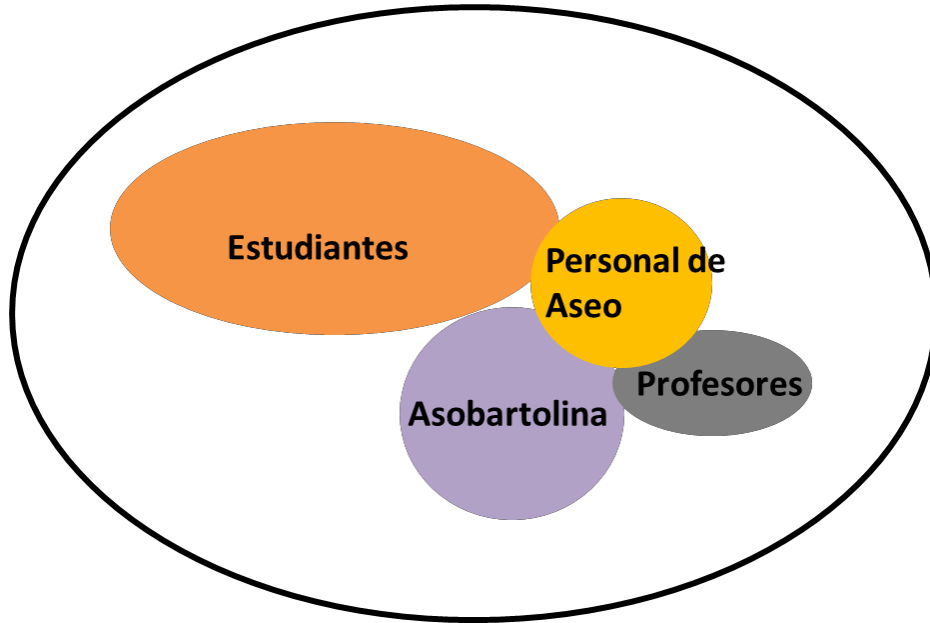 Estudiantes
Personal de
Aseo
Profesores
Asobartolina